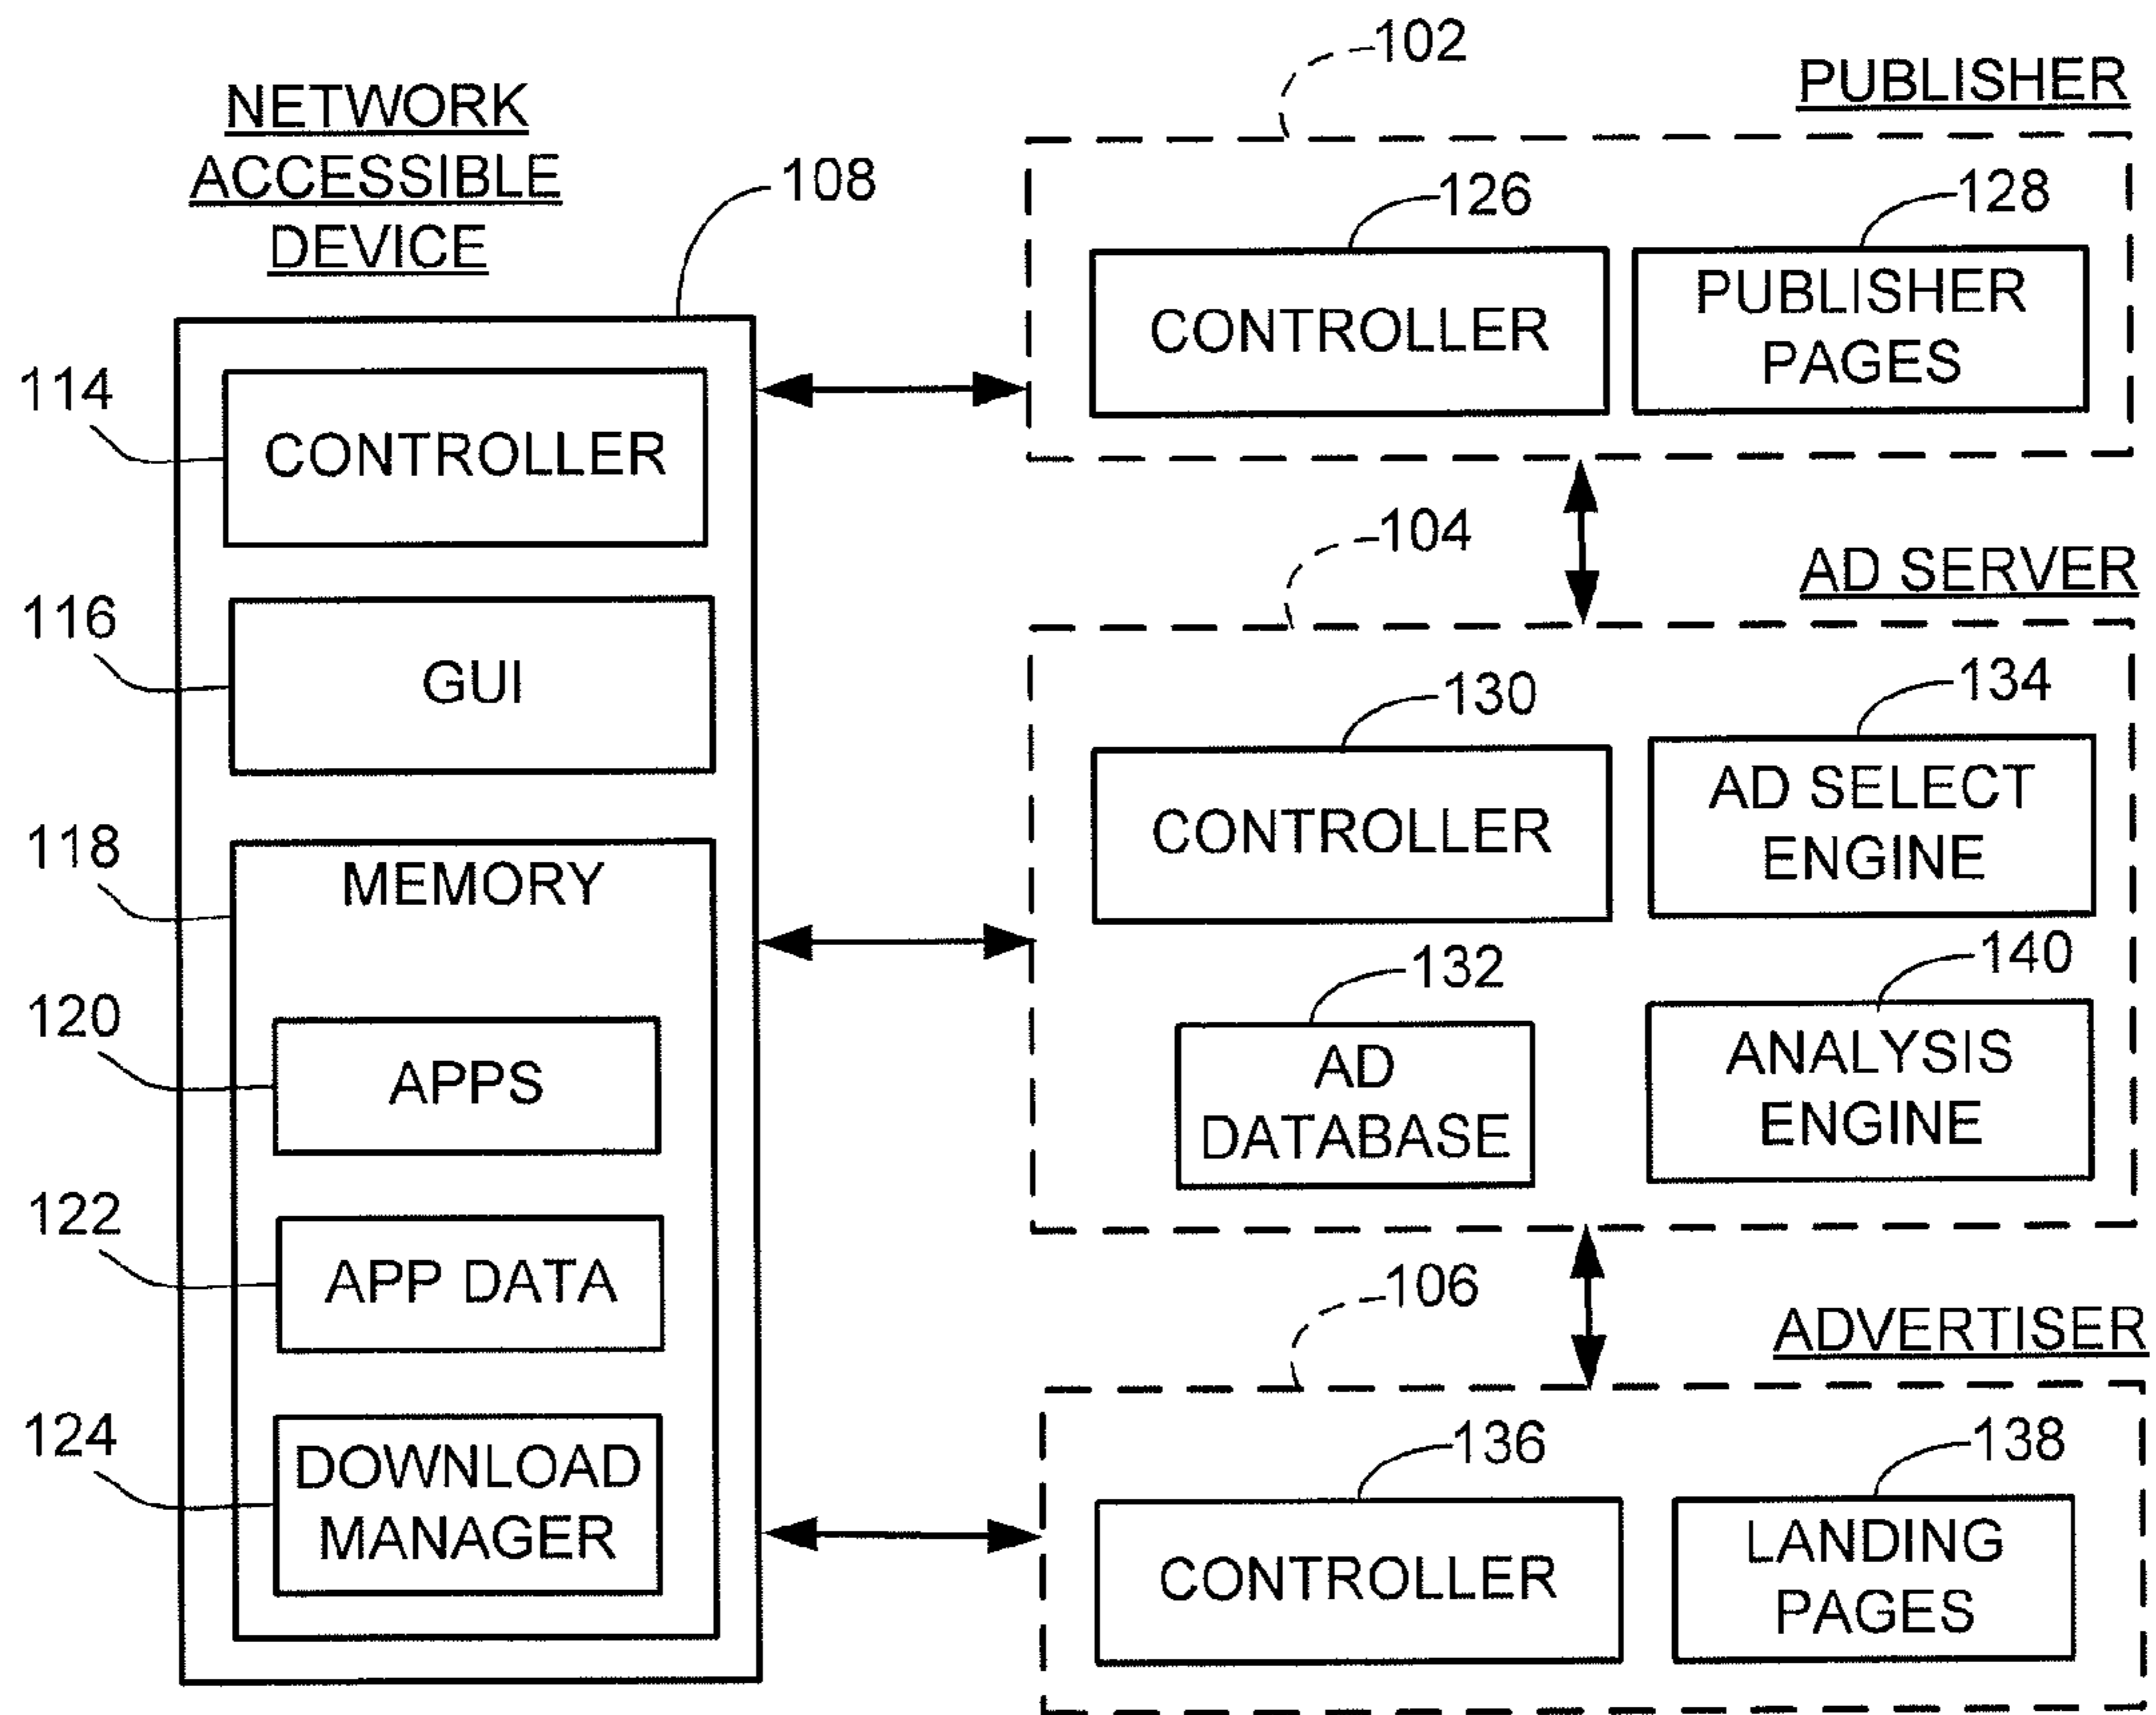 NETWORK
ACCESSIBLE
DEVICE
108
114
CONTROLLER
116
GUI
118
MEMORY
120
APPS
122
APP DATA
124
DOWNLOAD
MANAGER
102
PUBLISHER
126
CONTROLLER
128
PUBLISHER
PAGES
104
AD SERVER
130
CONTROLLER
134
AD SELECT
ENGINE
132
AD
DATABASE
140
ANALYSIS
ENGINE
106
ADVERTISER
136
CONTROLLER
138
LANDING
PAGES